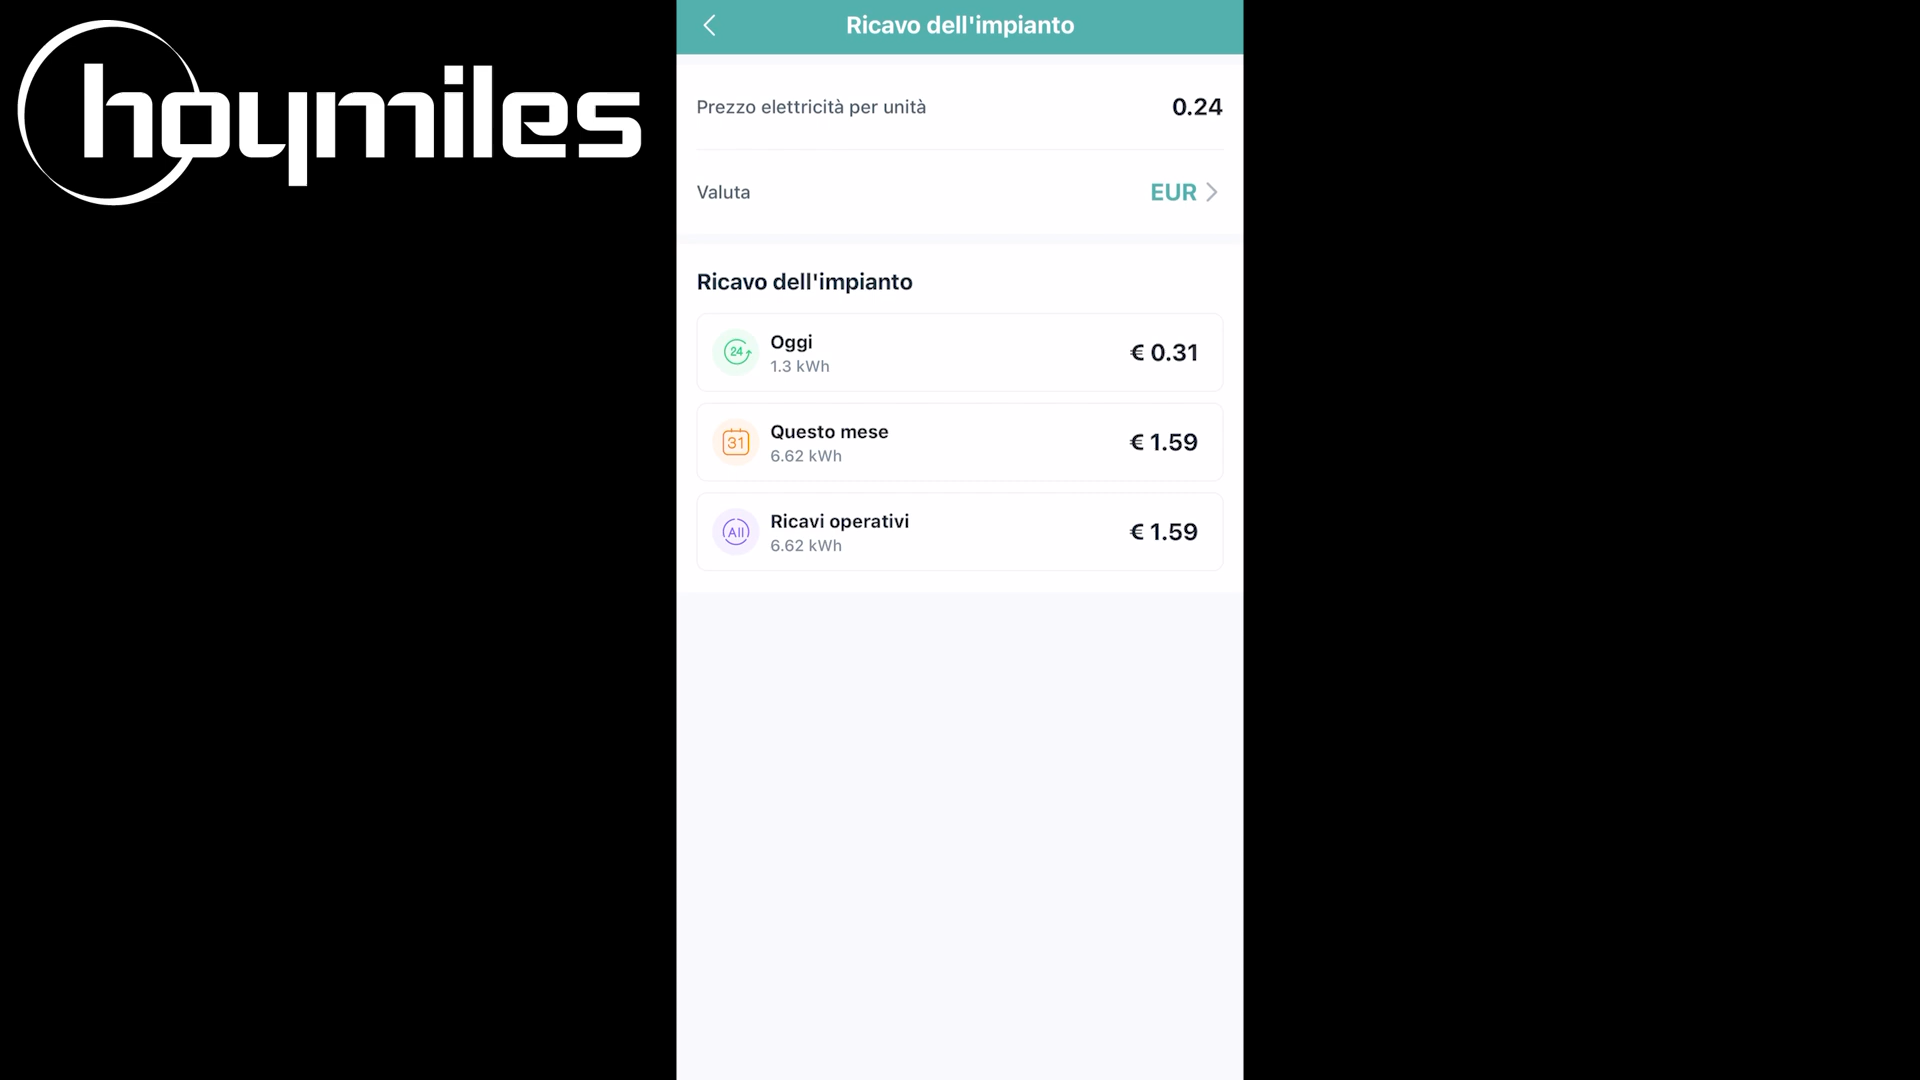 hoymiles
Ricavo dell'impianto
Prezzo elettricità per unità
0.24
Valuta
EUR
Ricavo dell'impianto
24
Oggi
1.3 kWh
€ 0.31
31
Questo mese
6.62 kWh
€ 1.59
All
Ricavi operativi
6.62 kWh
€ 1.59